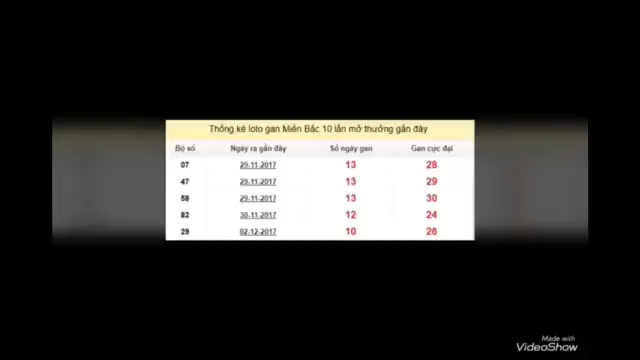 Thống kê loto gan Miền Bắc 10 lần mở thưởng gần đây
Bộ số Ngày ra gần đây Số ngày gan Gan cực đại
07 29-11-2017 13 28
47 29-11-2017 13 29
58 29-11-2017 13 30
82 30-11-2017 12 24
29 02-12-2017 10 26
Made with
VideoShow